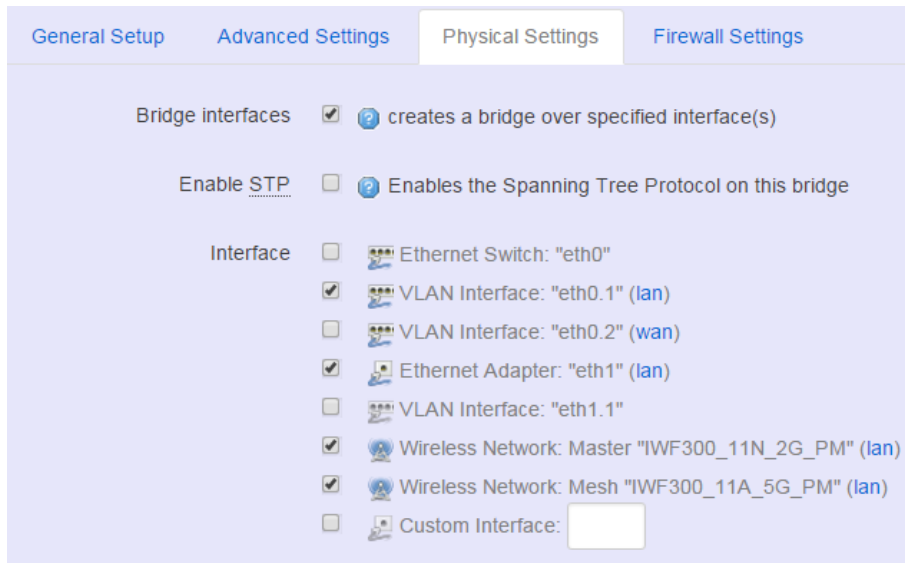 General Setup Advanced Settings Physical Settings Firewall Settings
Bridge interfaces ? creates a bridge over specified interface(s)
Enable STP ? Enables the Spanning Tree Protocol on this bridge
Interface Ethernet Switch: "eth0"
VLAN Interface: "eth0.1" (lan)
VLAN Interface: "eth0.2" (wan)
Ethernet Adapter: "eth1" (lan)
VLAN Interface: "eth1.1"
Wireless Network: Master "IWF300_11N_2G_PM" (lan)
Wireless Network: Mesh "IWF300_11A_5G_PM" (lan)
Custom Interface: